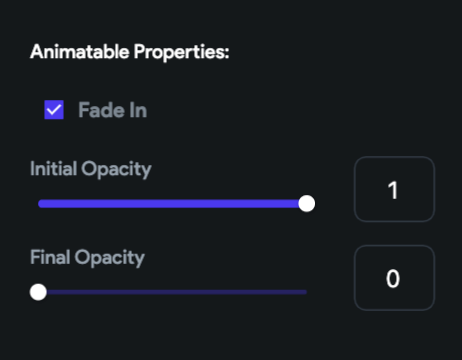 Animatable Properties:
Fade In
Initial Opacity
1
Final Opacity
0